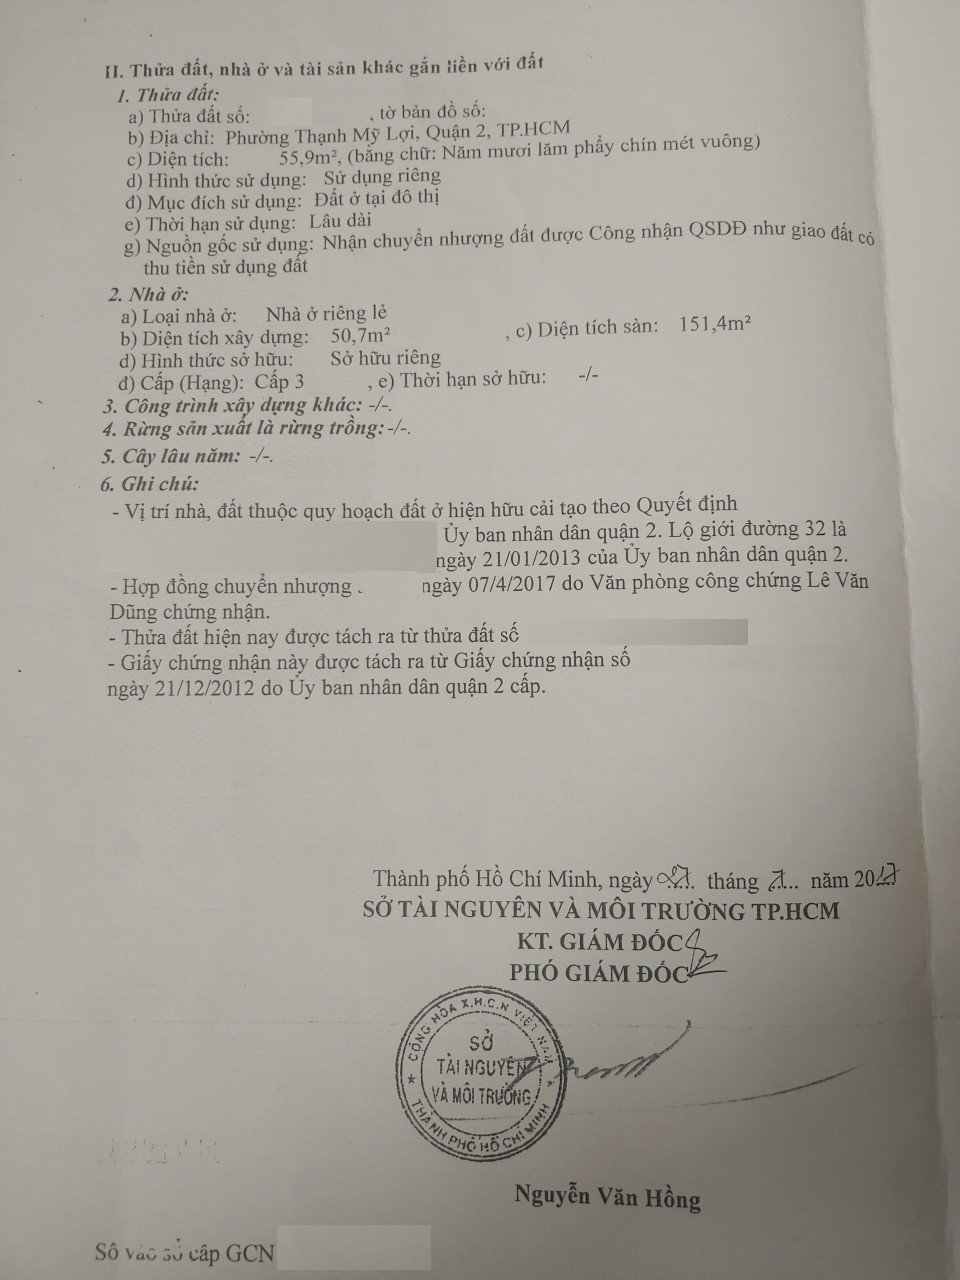 II. Thửa đất, nhà ở và tài sản khác gắn liền với đất
1. Thửa đất:
a) Thửa đất số: , tờ bản đồ số:
b) Địa chỉ: Phường Thạnh Mỹ Lợi, Quận 2, TP.HCM
c) Diện tích: 55,9m², (bằng chữ: Năm mươi lăm phẩy chín mét vuông)
d) Hình thức sử dụng: Sử dụng riêng
đ) Mục đích sử dụng: Đất ở tại đô thị
e) Thời hạn sử dụng: Lâu dài
g) Nguồn gốc sử dụng: Nhận chuyển nhượng đất được Công nhận QSDĐ như giao đất có
thu tiền sử dụng đất
2. Nhà ở:
a) Loại nhà ở: Nhà ở riêng lẻ
b) Diện tích xây dựng: 50,7m² , c) Diện tích sàn: 151,4m²
d) Hình thức sở hữu: Sở hữu riêng
đ) Cấp (Hạng): Cấp 3 , e) Thời hạn sở hữu: -/-
3. Công trình xây dựng khác: -/-.
4. Rừng sản xuất là rừng trồng: -/-.
5. Cây lâu năm: -/-.
6. Ghi chú:
- Vị trí nhà, đất thuộc quy hoạch đất ở hiện hữu cải tạo theo Quyết định
Ủy ban nhân dân quận 2. Lộ giới đường 32 là
ngày 21/01/2013 của Ủy ban nhân dân quận 2.
- Hợp đồng chuyển nhượng ngày 07/4/2017 do Văn phòng công chứng Lê Văn
Dũng chứng nhận.
- Thửa đất hiện nay được tách ra từ thửa đất số
- Giấy chứng nhận này được tách ra từ Giấy chứng nhận số
ngày 21/12/2012 do Ủy ban nhân dân quận 2 cấp.
Thành phố Hồ Chí Minh, ngày tháng 7 năm 2017
SỞ TÀI NGUYÊN VÀ MÔI TRƯỜNG TP.HCM
KT. GIÁM ĐỐC
PHÓ GIÁM ĐỐC
CỘNG HÒA X.H.C.N VIỆT NAM
SỞ
TÀI NGUYÊN
VÀ MÔI TRƯỜNG
THÀNH PHỐ HỒ CHÍ MINH
Nguyễn Văn Hồng
Số vào sổ cấp GCN